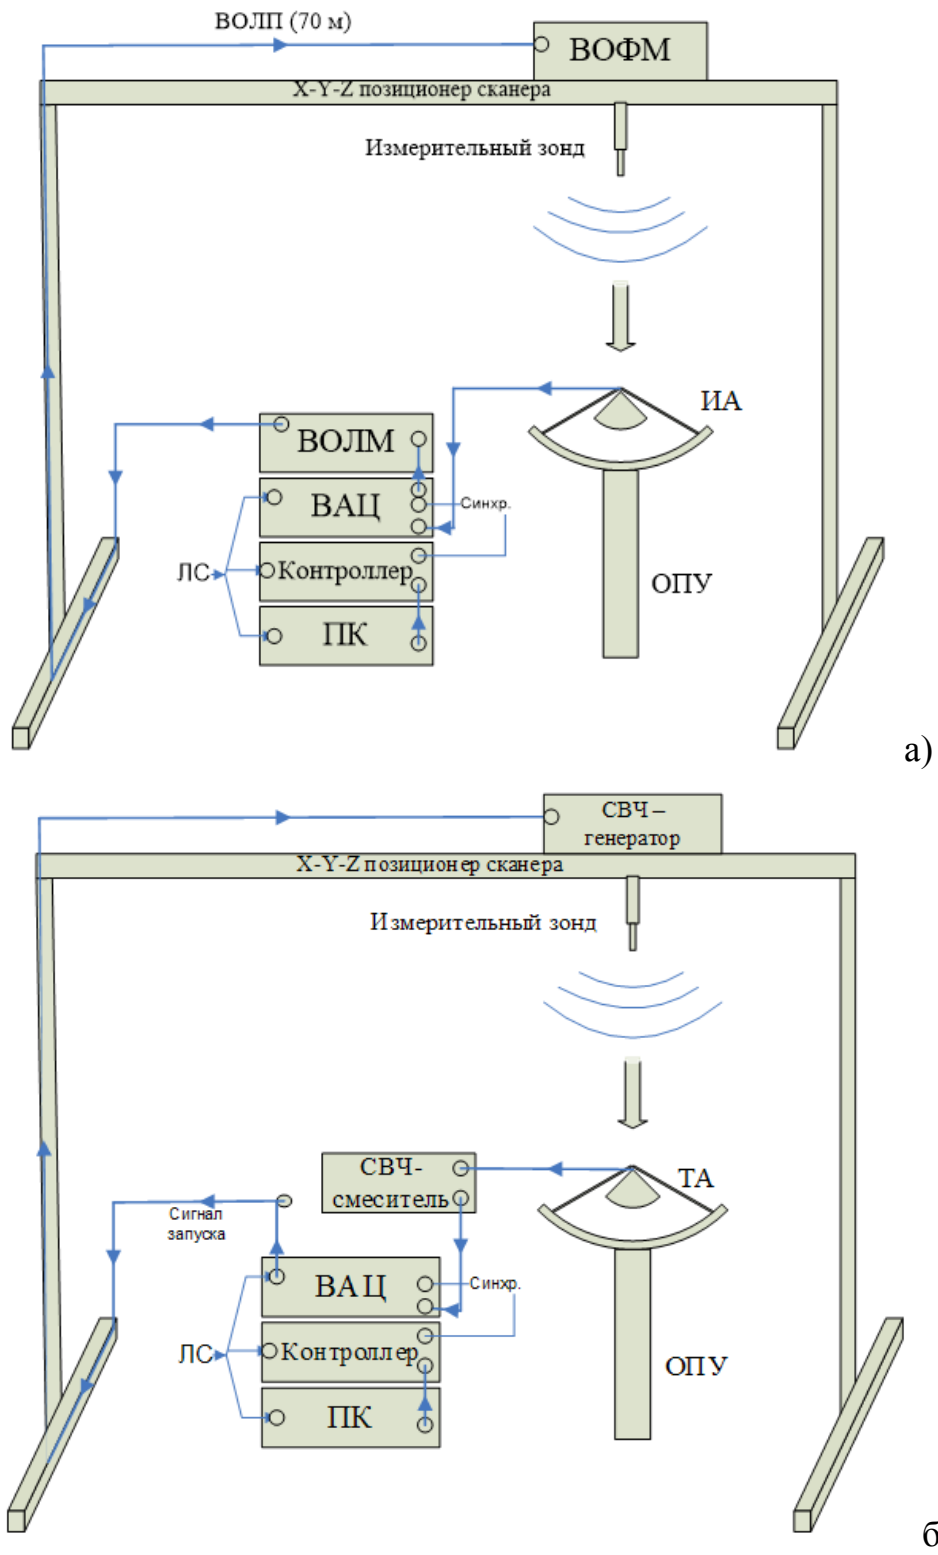 ВОЛП (70 м)
ВОФМ
X-Y-Z позиционер сканера
Измерительный зонд
ИА
ВОЛМ
ВАЦ
Синхр.
ЛС
Контроллер
ОПУ
ПК
а)
СВЧ –
генератор
X-Y-Z позиционер сканера
Измерительный зонд
СВЧ-
смеситель
ТА
Сигнал
запуска
ВАЦ
Синхр.
ЛС
Контроллер
ОПУ
ПК
б